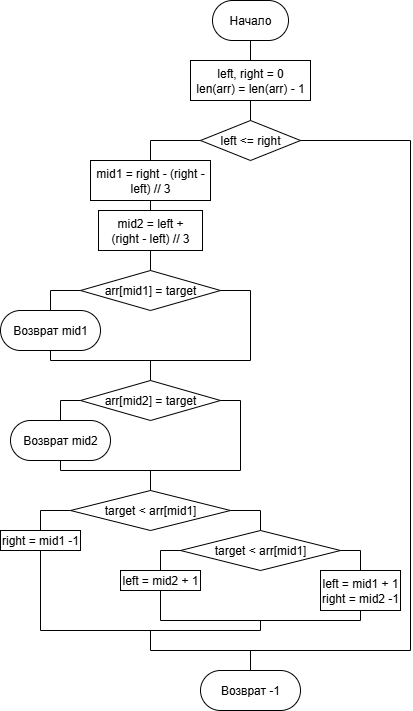 Начало
left, right = 0
len(arr) = len(arr) - 1
left <= right
mid1 = right - (right -
left) // 3
mid2 = left +
(right - left) // 3
arr[mid1] = target
Возврат mid1
arr[mid2] = target
Возврат mid2
target < arr[mid1]
right = mid1 -1
target < arr[mid1]
left = mid2 + 1
left = mid1 + 1
right = mid2 -1
Возврат -1